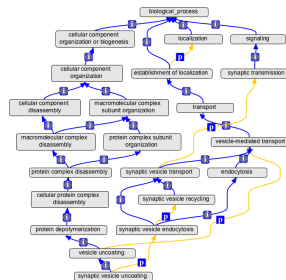 biological_process
cellular component
organization or biogenesis
localization
signaling
p
cellular component
organization
establishment of localization
synaptic transmission
cellular component
disassembly
macromolecular complex
subunit organization
transport
p
macromolecular complex
disassembly
protein complex subunit
organization
vesicle-mediated transport
protein complex disassembly
synaptic vesicle transport
endocytosis
cellular protein complex
disassembly
synaptic vesicle recycling
p
protein depolymerization
synaptic vesicle endocytosis
p
vesicle uncoating
p
synaptic vesicle uncoating